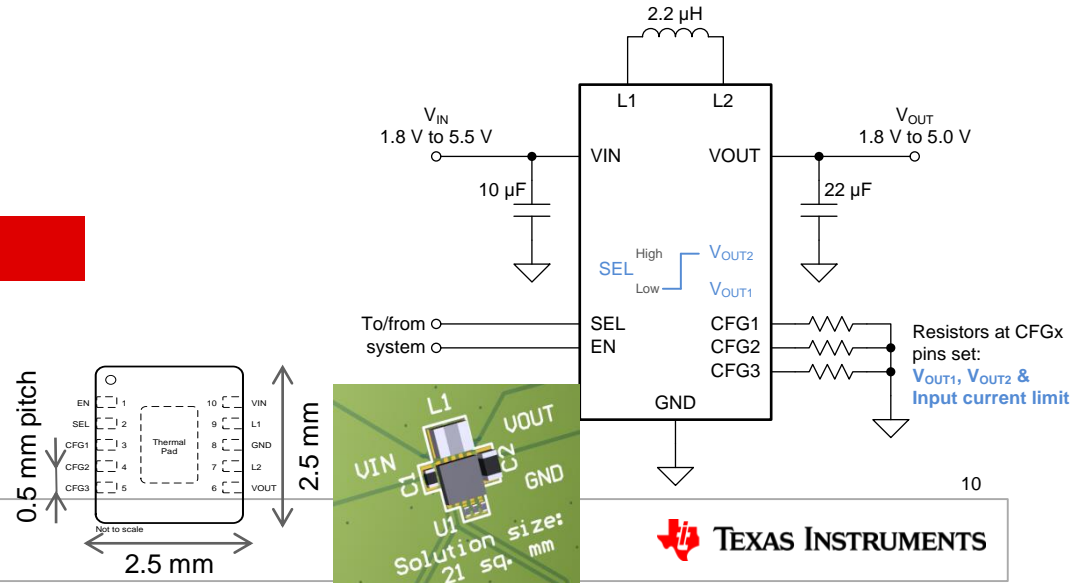 2.2 µH
L1 L2
VIN
1.8 V to 5.5 V
VOUT
1.8 V to 5.0 V
VIN VOUT
10 µF
22 µF
SEL
High
Low
VOUT2
VOUT1
To/from
system
SEL
EN
CFG1
CFG2
CFG3
GND
Resistors at CFGx
pins set:
VOUT1, VOUT2 &
Input current limit
0.5 mm pitch
EN 1
SEL 2
CFG1 3
CFG2 4
CFG3 5
Thermal
Pad
10 VIN
9 L1
8 GND
7 L2
6 VOUT
Not to scale
2.5 mm
2.5 mm
L1
VOUT
VIN
C1
C2
GND
U1
Solution size:
21 sq. mm
10
TEXAS INSTRUMENTS